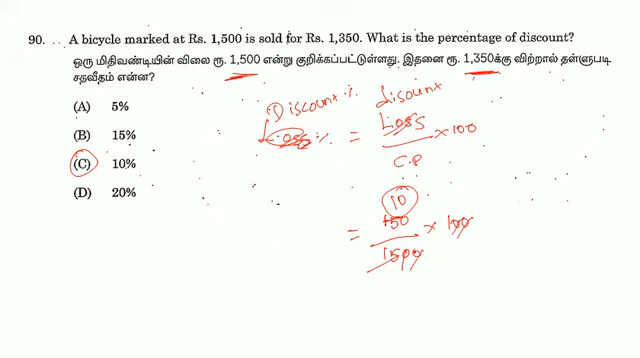 90. A bicycle marked at Rs. 1,500 is sold for Rs. 1,350. What is the percentage of discount?
ஒரு மிதிவண்டியின் விலை ரூ. 1,500 என்று குறிக்கப்பட்டுள்ளது. இதனை ரூ. 1,350க்கு விற்றால் தள்ளுபடி
சதவீதம் என்ன?
(A) 5%
(B) 15%
(C) 10%
(D) 20%
Discount % discount
Loss % = Loss × 100
C.P
10
= 150 × 100
1500